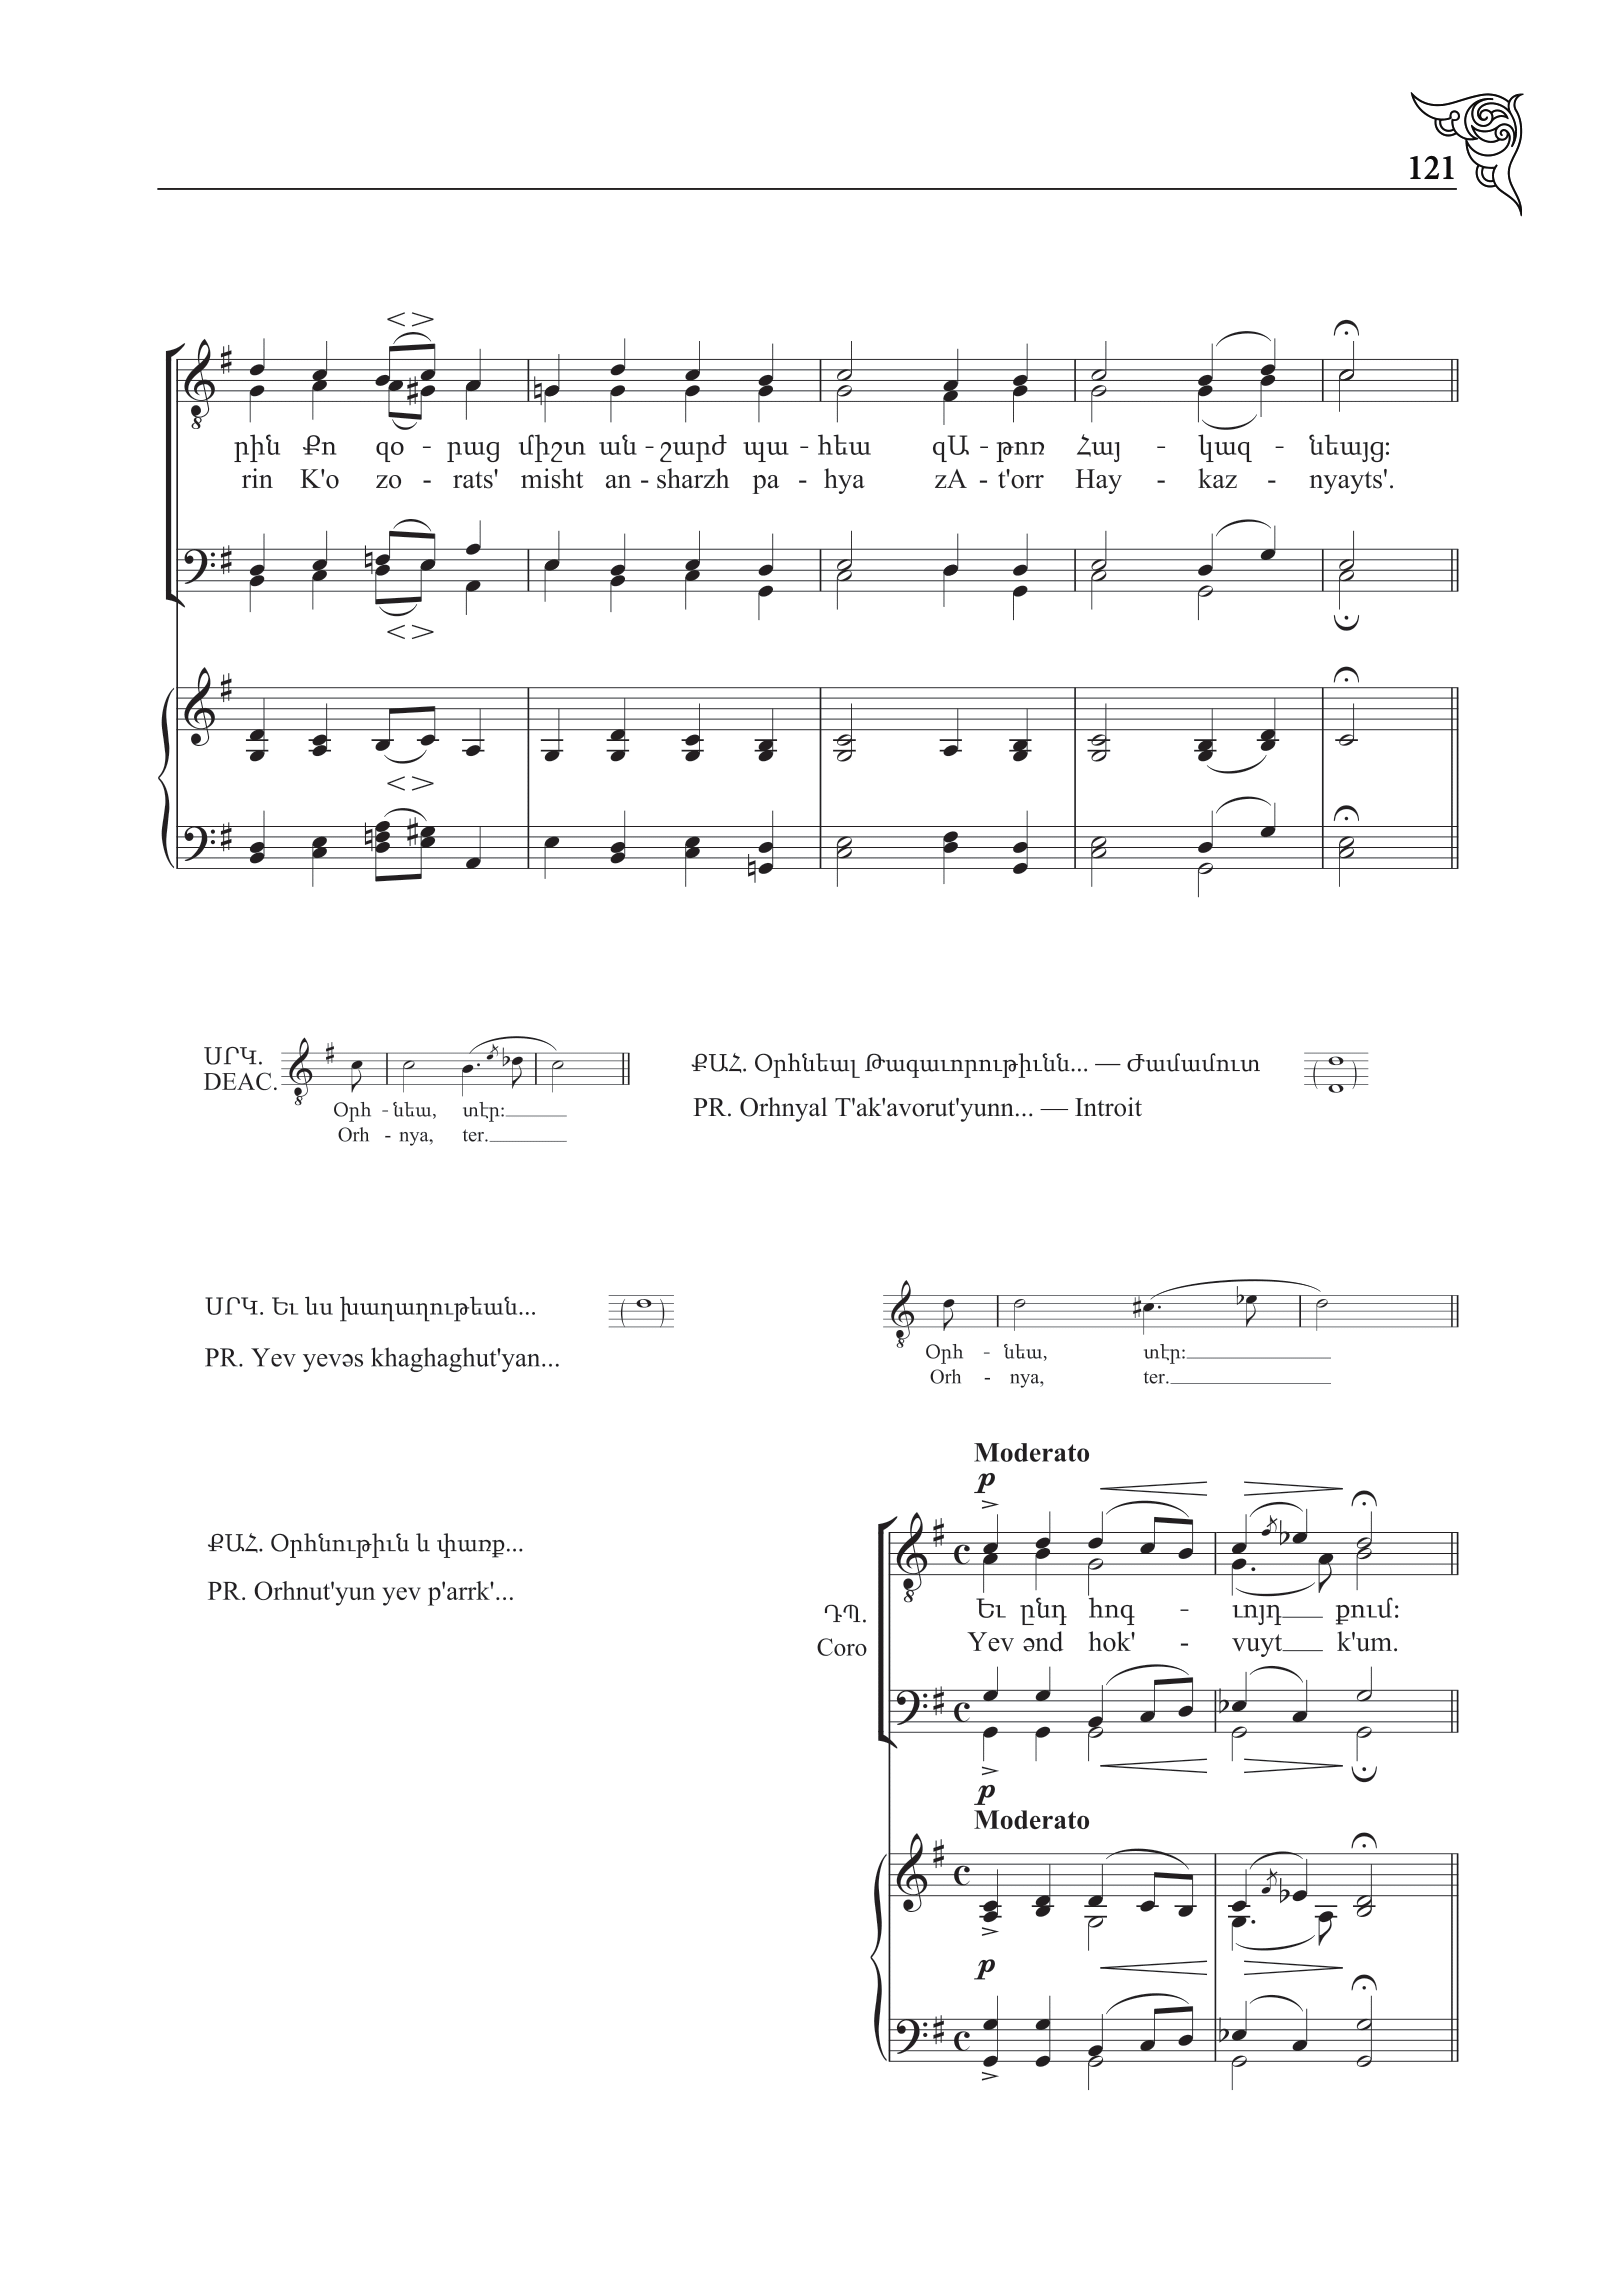 121
րին Քո զօ - րաց միշտ ան - շարժ պա - հեա զԱ - թոռ Հայ - կազ - նեայց։
rin K'o zo - rats' misht an - sharzh pa - hya zA - t'orr Hay - kaz - nyayts'.
ՍՐԿ.
DEAC.
Օրհ - նեա, տէր։
Orh - nya, ter.
ՔԱՀ. Օրհնեալ Թագաւորութիւնն... — Ժամամուտ
PR. Orhnyal T'ak'avorut'yunn... — Introit
ՍՐԿ. Եւ ևս խաղաղութեան...
PR. Yev yevəs khaghaghut'yan...
Օրհ - նեա, տէր։
Orh - nya, ter.
Moderato
p
ՔԱՀ. Օրհնութիւն և փառք...
PR. Orhnut'yun yev p'arrk'...
ԴՊ.
Coro
Եւ ընդ հոգ - ւոյդ քում։
Yev ənd hok' - vuyt k'um.
p
Moderato
p